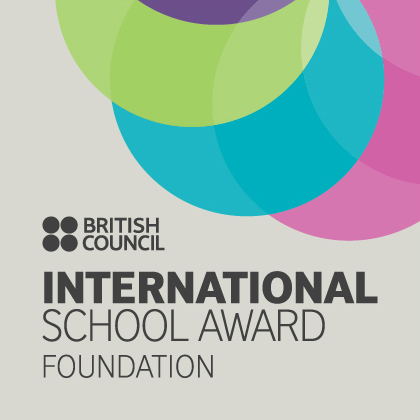 BRITISH
COUNCIL
INTERNATIONAL
SCHOOL AWARD
FOUNDATION